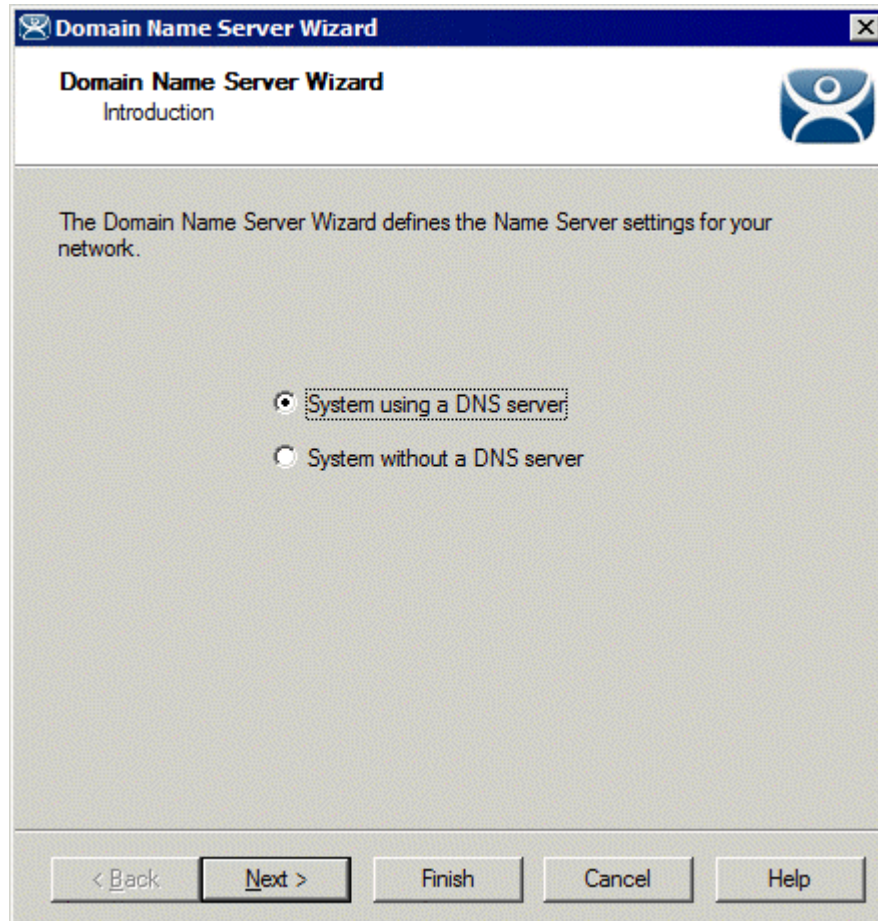 Domain Name Server Wizard
Domain Name Server Wizard
Introduction
The Domain Name Server Wizard defines the Name Server settings for your
network.
System using a DNS server
System without a DNS server
< Back
Next >
Finish
Cancel
Help